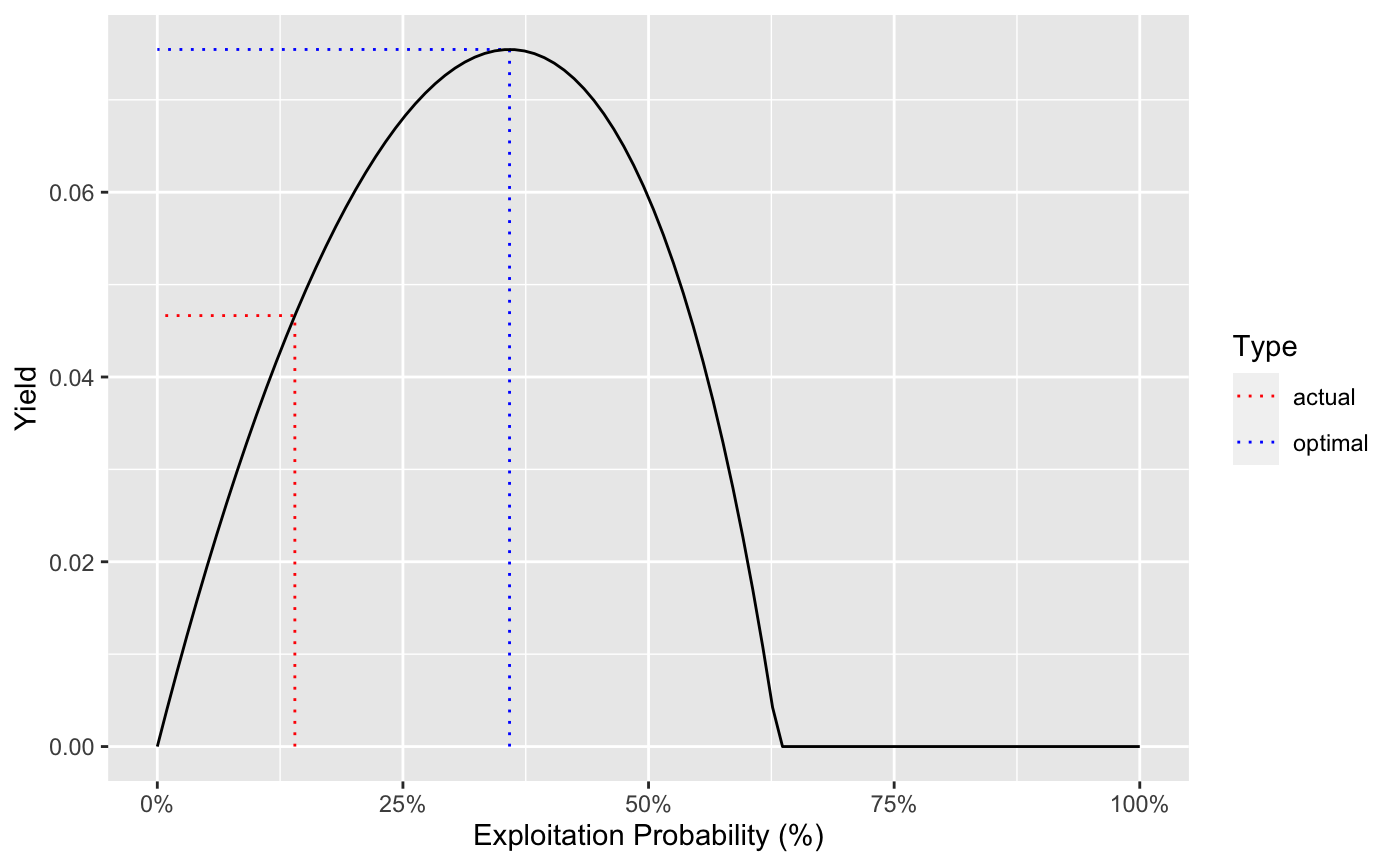 Yield
0.06
0.04
0.02
0.00
0%
25%
50%
75%
100%
Exploitation Probability (%)
Type
actual
optimal